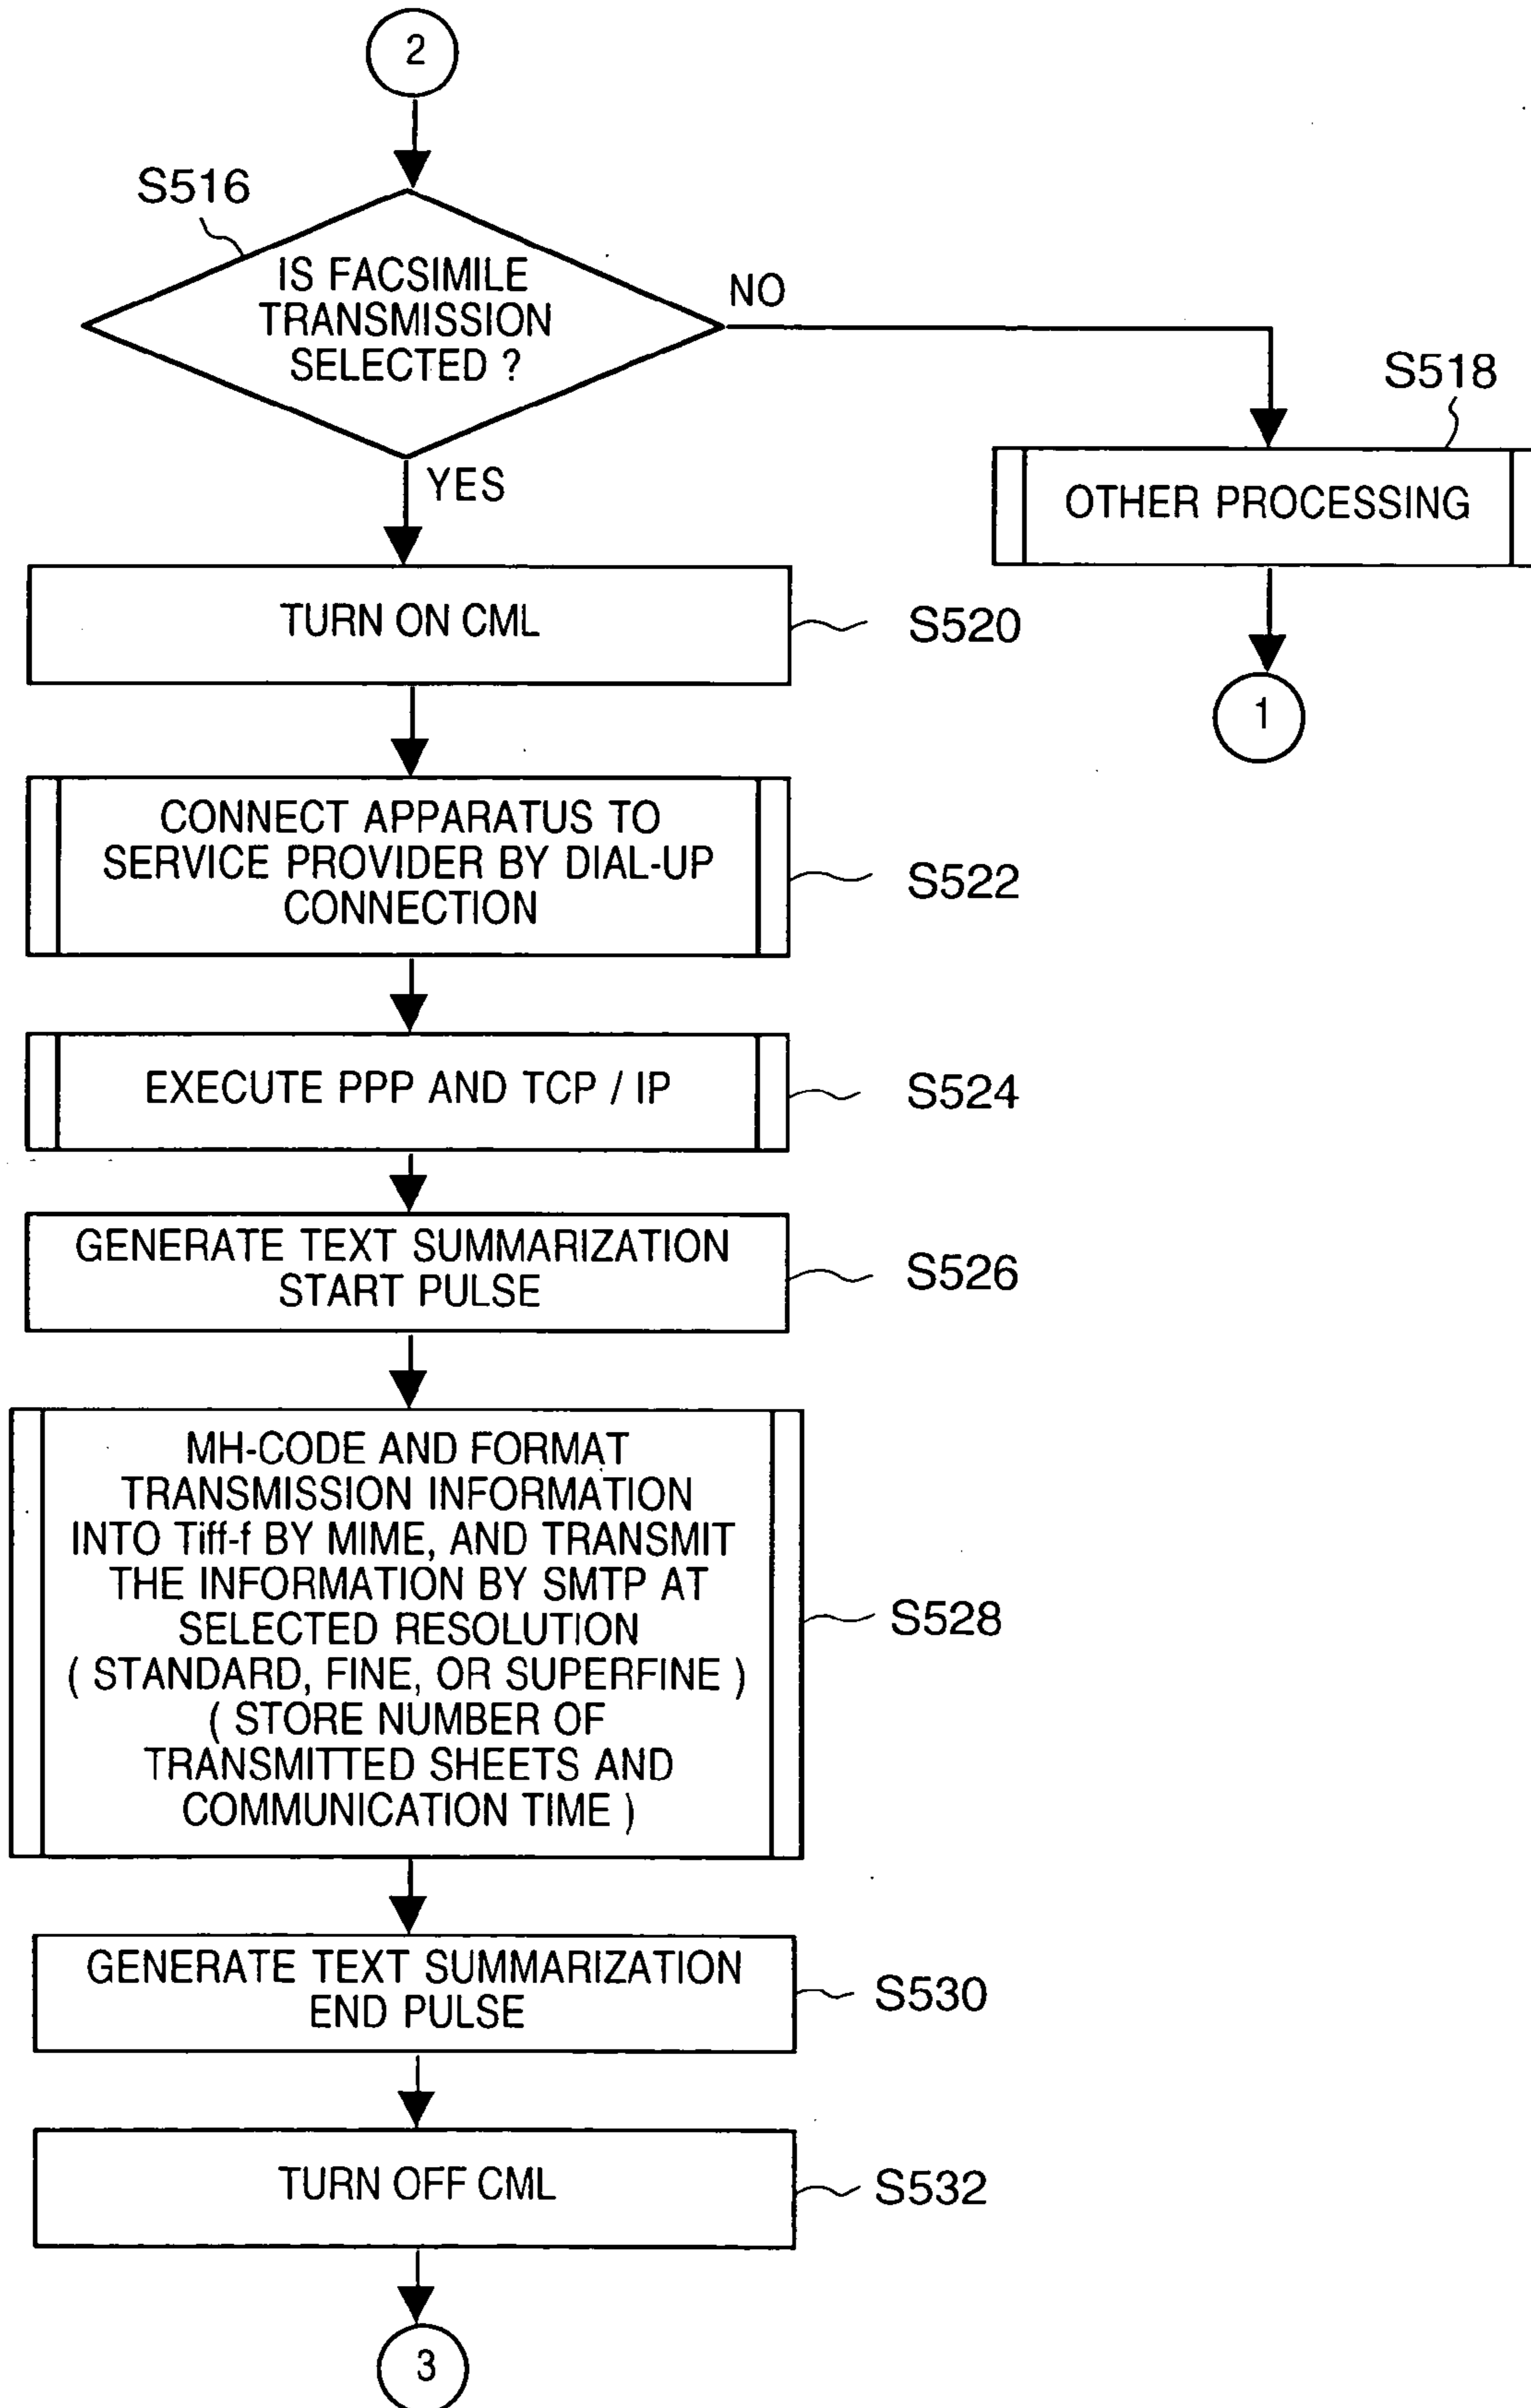 2
S516
IS FACSIMILE
TRANSMISSION
SELECTED ?
NO
YES
S518
OTHER PROCESSING
1
TURN ON CML
S520
CONNECT APPARATUS TO
SERVICE PROVIDER BY DIAL-UP
CONNECTION
S522
EXECUTE PPP AND TCP / IP
S524
GENERATE TEXT SUMMARIZATION
START PULSE
S526
MH-CODE AND FORMAT
TRANSMISSION INFORMATION
INTO Tiff-f BY MIME, AND TRANSMIT
THE INFORMATION BY SMTP AT
SELECTED RESOLUTION
( STANDARD, FINE, OR SUPERFINE )
( STORE NUMBER OF
TRANSMITTED SHEETS AND
COMMUNICATION TIME )
S528
GENERATE TEXT SUMMARIZATION
END PULSE
S530
TURN OFF CML
S532
3